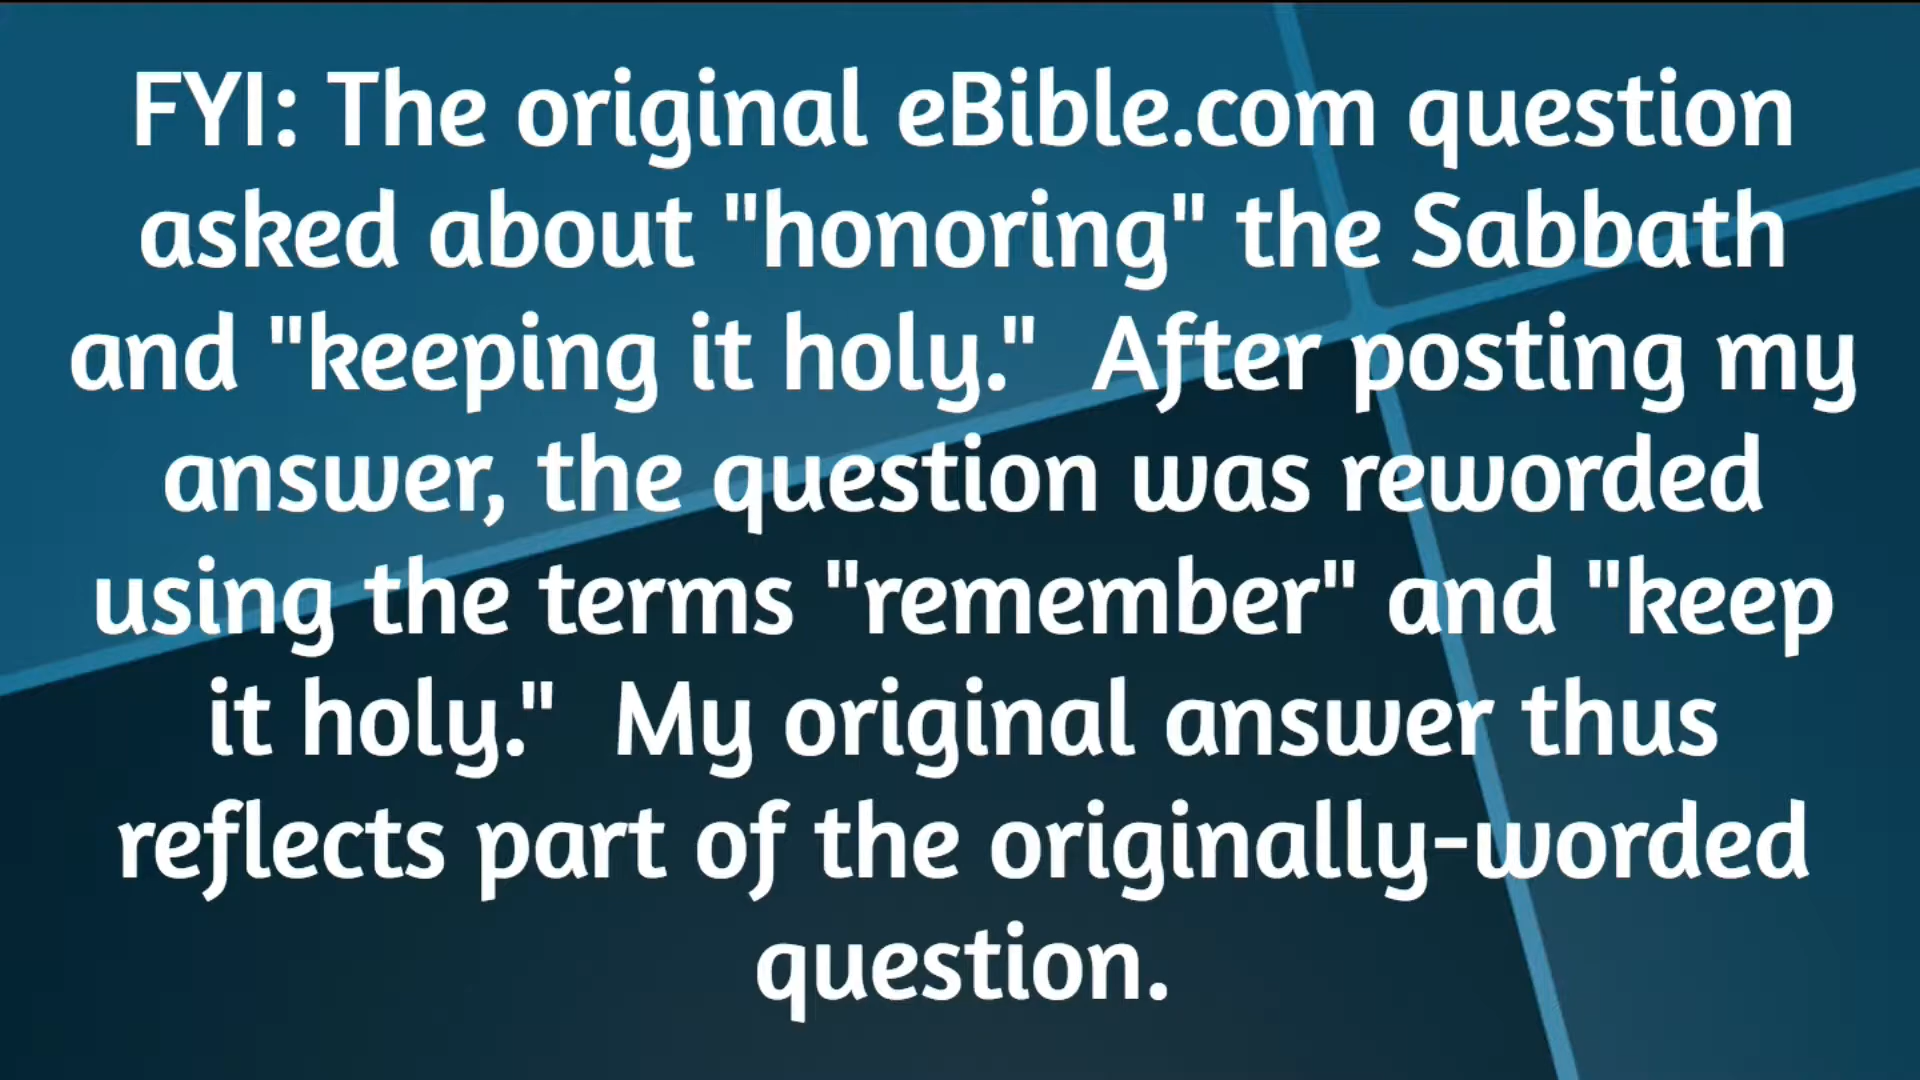 FYI: The original eBible.com question
asked about "honoring" the Sabbath
and "keeping it holy."  After posting my
answer, the question was reworded
using the terms "remember" and "keep
it holy."  My original answer thus
reflects part of the originally-worded
question.